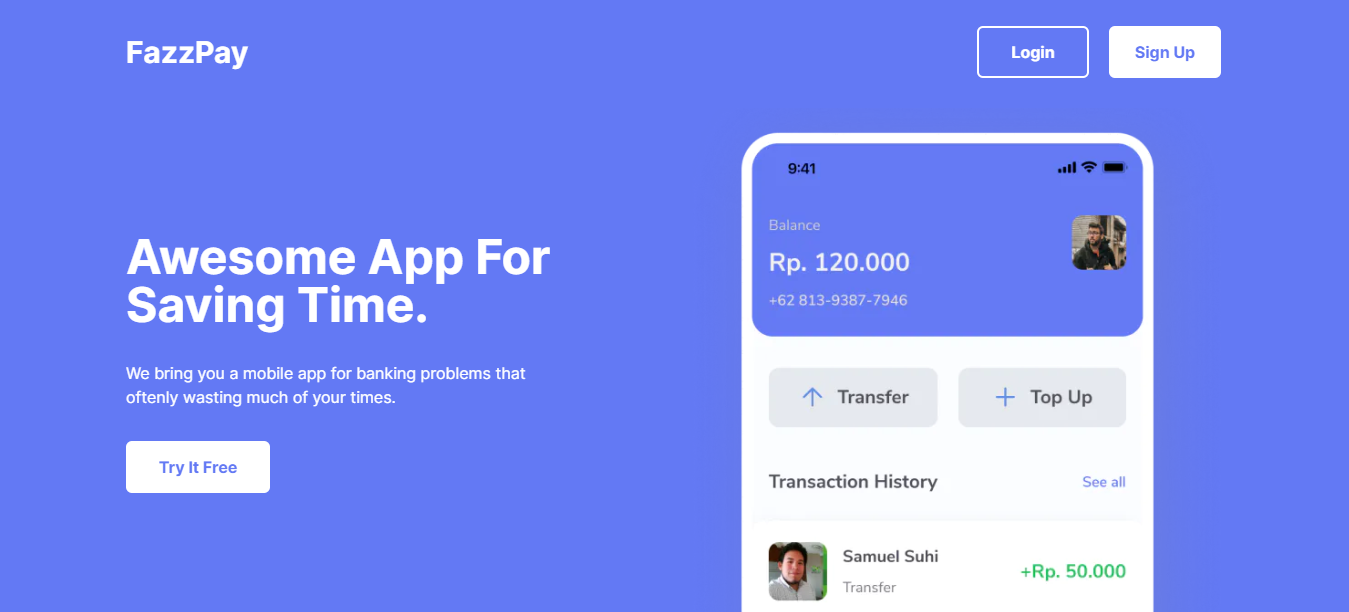 FazzPay
Login
Sign Up
Awesome App For
Saving Time.
We bring you a mobile app for banking problems that
oftenly wasting much of your times.
Try It Free
9:41
Balance
Rp. 120.000
+62 813-9387-7946
Transfer
Top Up
Transaction History
See all
Samuel Suhi
Transfer
+Rp. 50.000